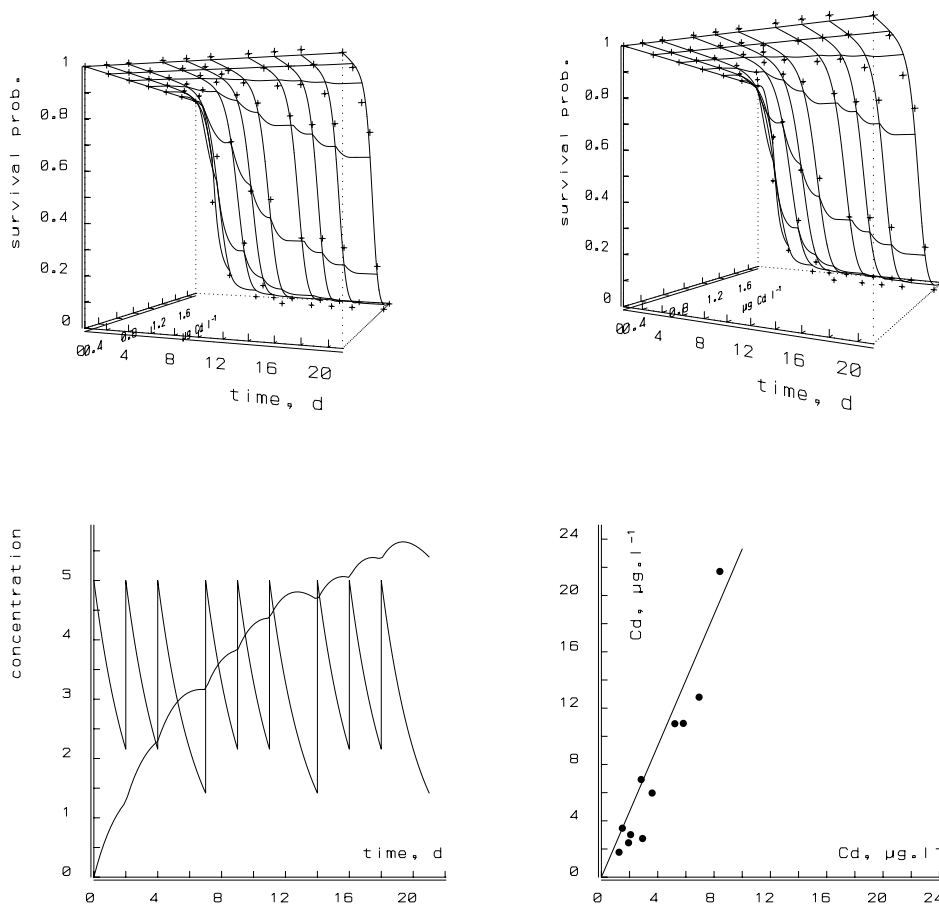 survival prob.
1
0.8
0.6
0.4
0.2
0
0 0.4 1.2 1.6
µg Cd l⁻¹
0 4 8 12 16 20
time, d
survival prob.
1
0.8
0.6
0.4
0.2
0
0 0.4 0.8 1.2 1.6
µg Cd l⁻¹
0 4 8 12 16 20
time, d
concentration
5
4
3
2
1
0
time, d
0 4 8 12 16 20
24
20
16
12
8
4
0
Cd, µg.l⁻¹
Cd, µg.l
0 4 8 12 16 20 24